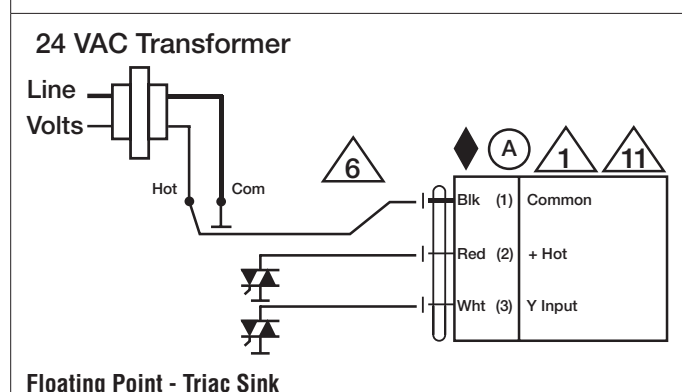 24 VAC Transformer
Line
Volts
Hot
Com
6
A
1
11
Blk (1) Common
Red (2) + Hot
Wht (3) Y Input
Floating Point - Triac Sink